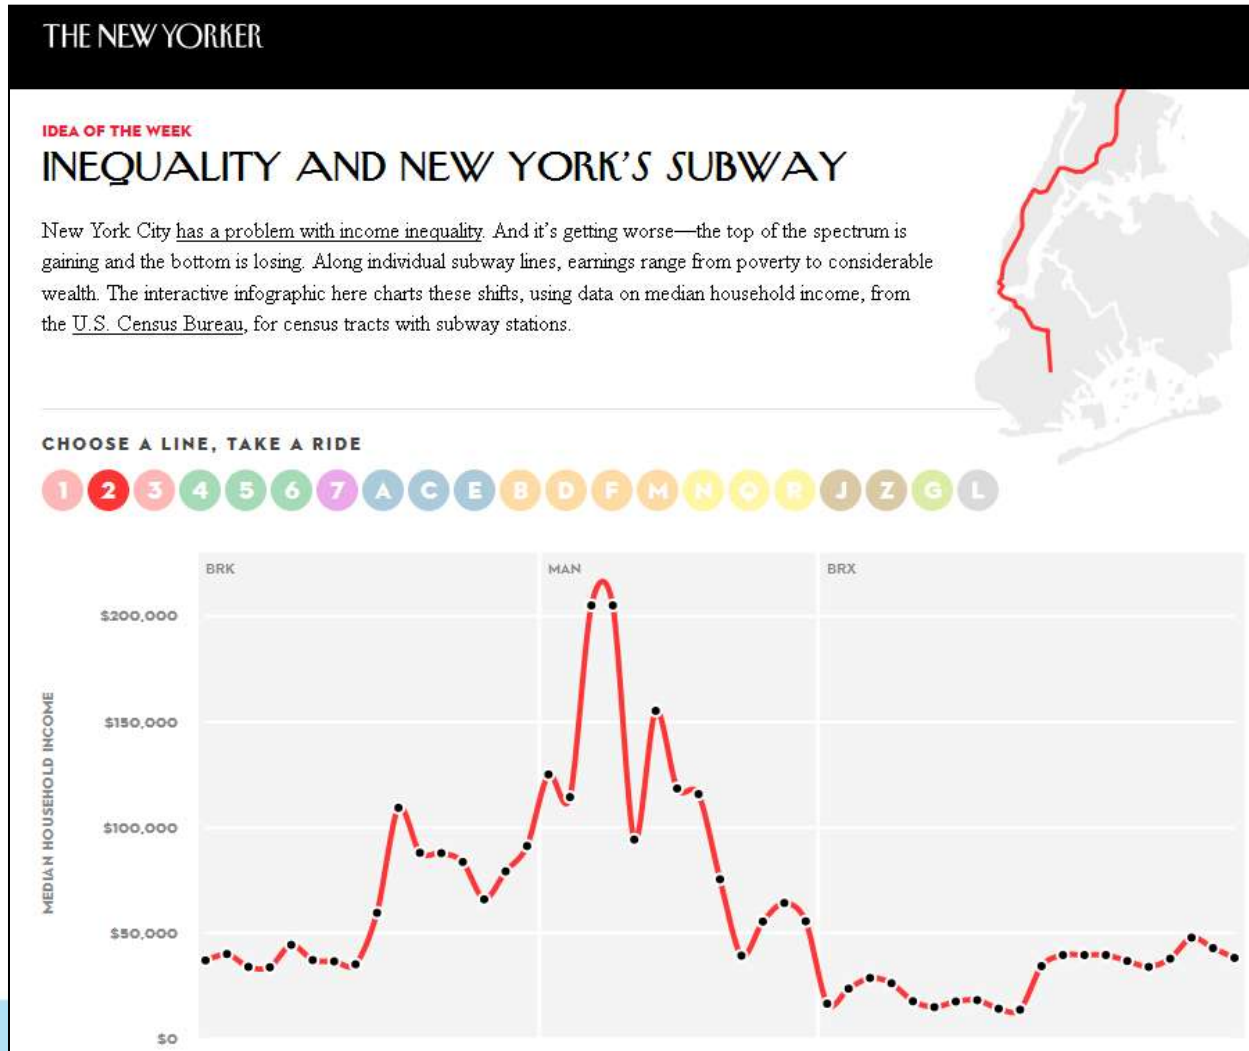 THE NEW YORKER
IDEA OF THE WEEK
INEQUALITY AND NEW YORK'S SUBWAY
New York City has a problem with income inequality. And it's getting worse—the top of the spectrum is
gaining and the bottom is losing. Along individual subway lines, earnings range from poverty to considerable
wealth. The interactive infographic here charts these shifts, using data on median household income, from
the U.S. Census Bureau, for census tracts with subway stations.
CHOOSE A LINE, TAKE A RIDE
1 2 3 4 5 6 7 A C E B D F M N Q R J Z G L
BRK MAN BRX
MEDIAN HOUSEHOLD INCOME
$200,000
$150,000
$100,000
$50,000
$0